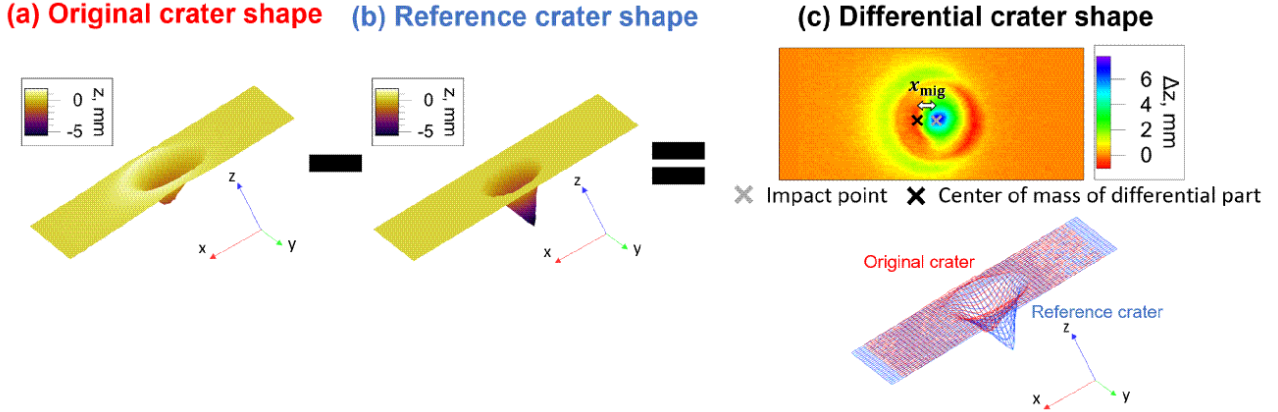 (a) Original crater shape
(b) Reference crater shape
(c) Differential crater shape
0
-5
z, mm
0
-5
z, mm
x_mig
6
4
2
0
Δz, mm
z
x
y
z
x
y
Impact point
Center of mass of differential part
Original crater
Reference crater
z
x
y